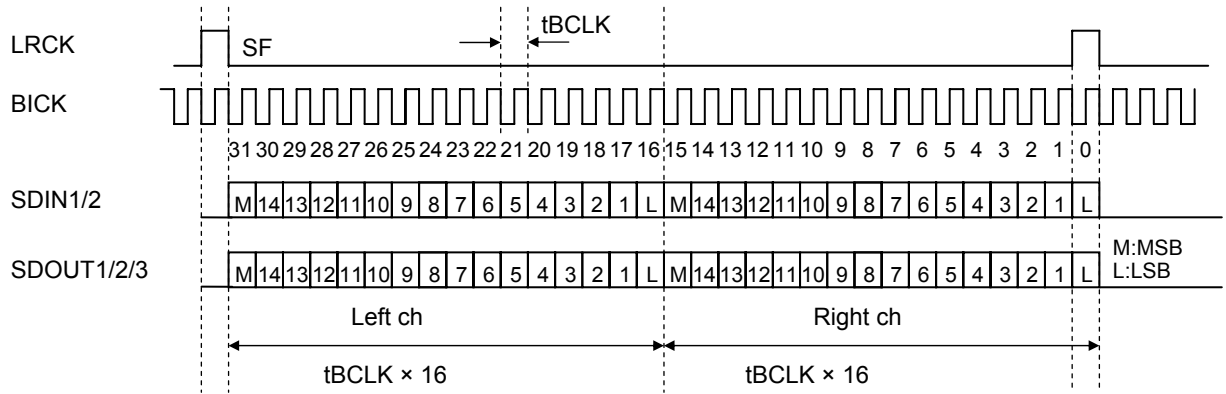 tBCLK
LRCK
SF
BICK
31 30 29 28 27 26 25 24 23 22 21 20 19 18 17 16 15 14 13 12 11 10 9 8 7 6 5 4 3 2 1 0
SDIN1/2
M 14 13 12 11 10 9 8 7 6 5 4 3 2 1 L M 14 13 12 11 10 9 8 7 6 5 4 3 2 1 L
SDOUT1/2/3
M 14 13 12 11 10 9 8 7 6 5 4 3 2 1 L M 14 13 12 11 10 9 8 7 6 5 4 3 2 1 L
M:MSB
L:LSB
Left ch Right ch
tBCLK × 16 tBCLK × 16